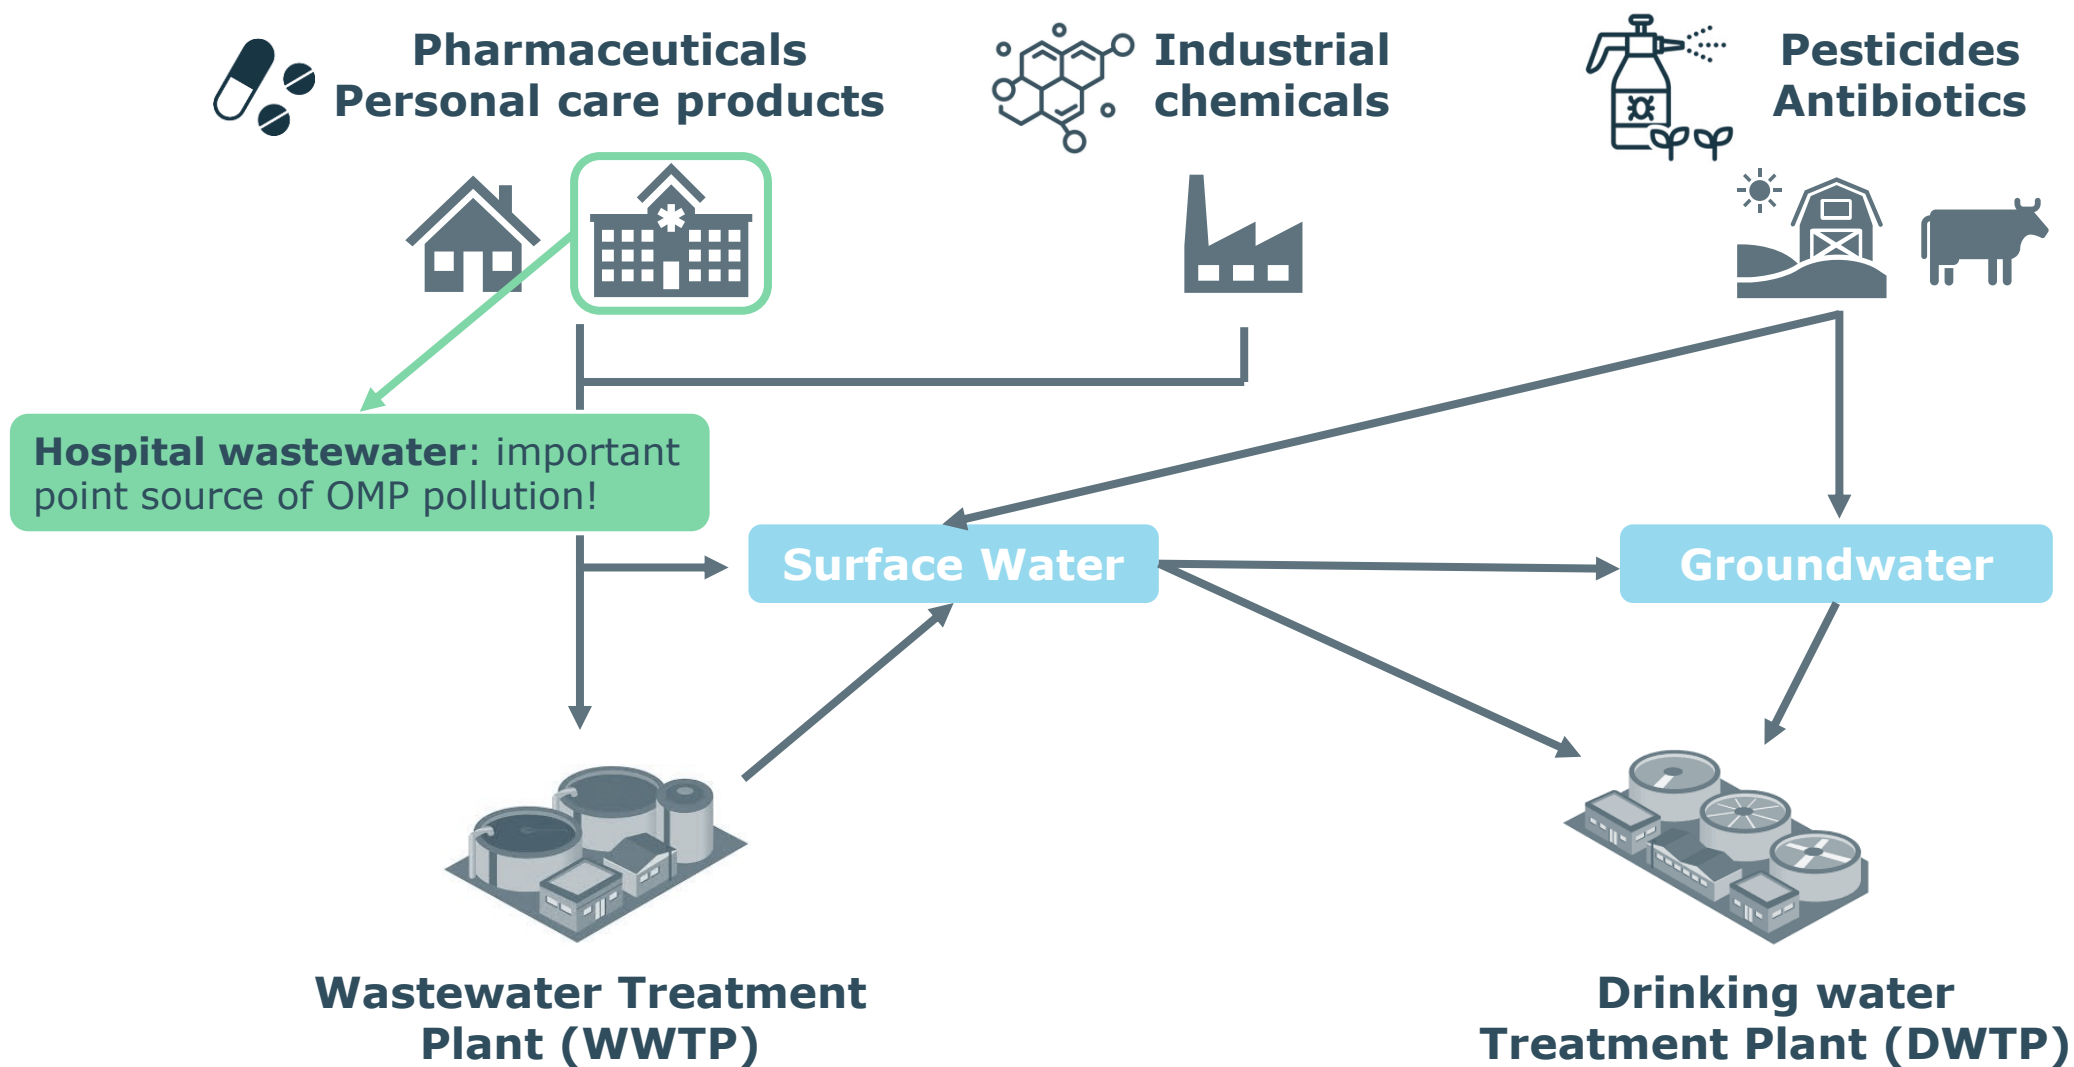 Pharmaceuticals
Personal care products
Industrial
chemicals
Pesticides
Antibiotics
Hospital wastewater: important
point source of OMP pollution!
Surface Water
Groundwater
Wastewater Treatment
Plant (WWTP)
Drinking water
Treatment Plant (DWTP)